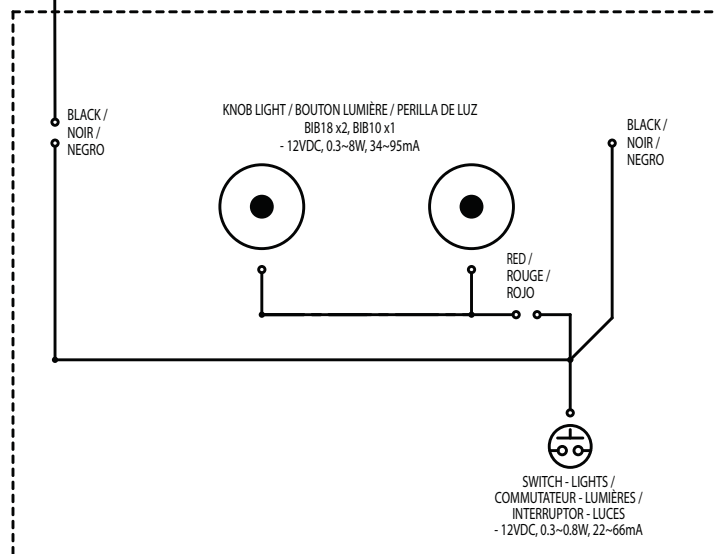 BLACK /
NOIR /
NEGRO
KNOB LIGHT / BOUTON LUMIÈRE / PERILLA DE LUZ
BIB18 x2, BIB10 x1
- 12VDC, 0.3~8W, 34~95mA
BLACK /
NOIR /
NEGRO
RED /
ROUGE /
ROJO
SWITCH - LIGHTS /
COMMUTATEUR - LUMIÈRES /
INTERRUPTOR - LUCES
- 12VDC, 0.3~0.8W, 22~66mA